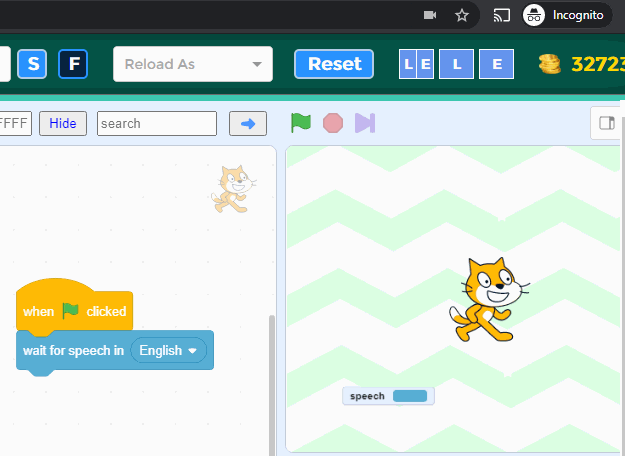 Incognito
S F Reload As Reset L E L E 32723
FFFF Hide search
when clicked
wait for speech in English
speech